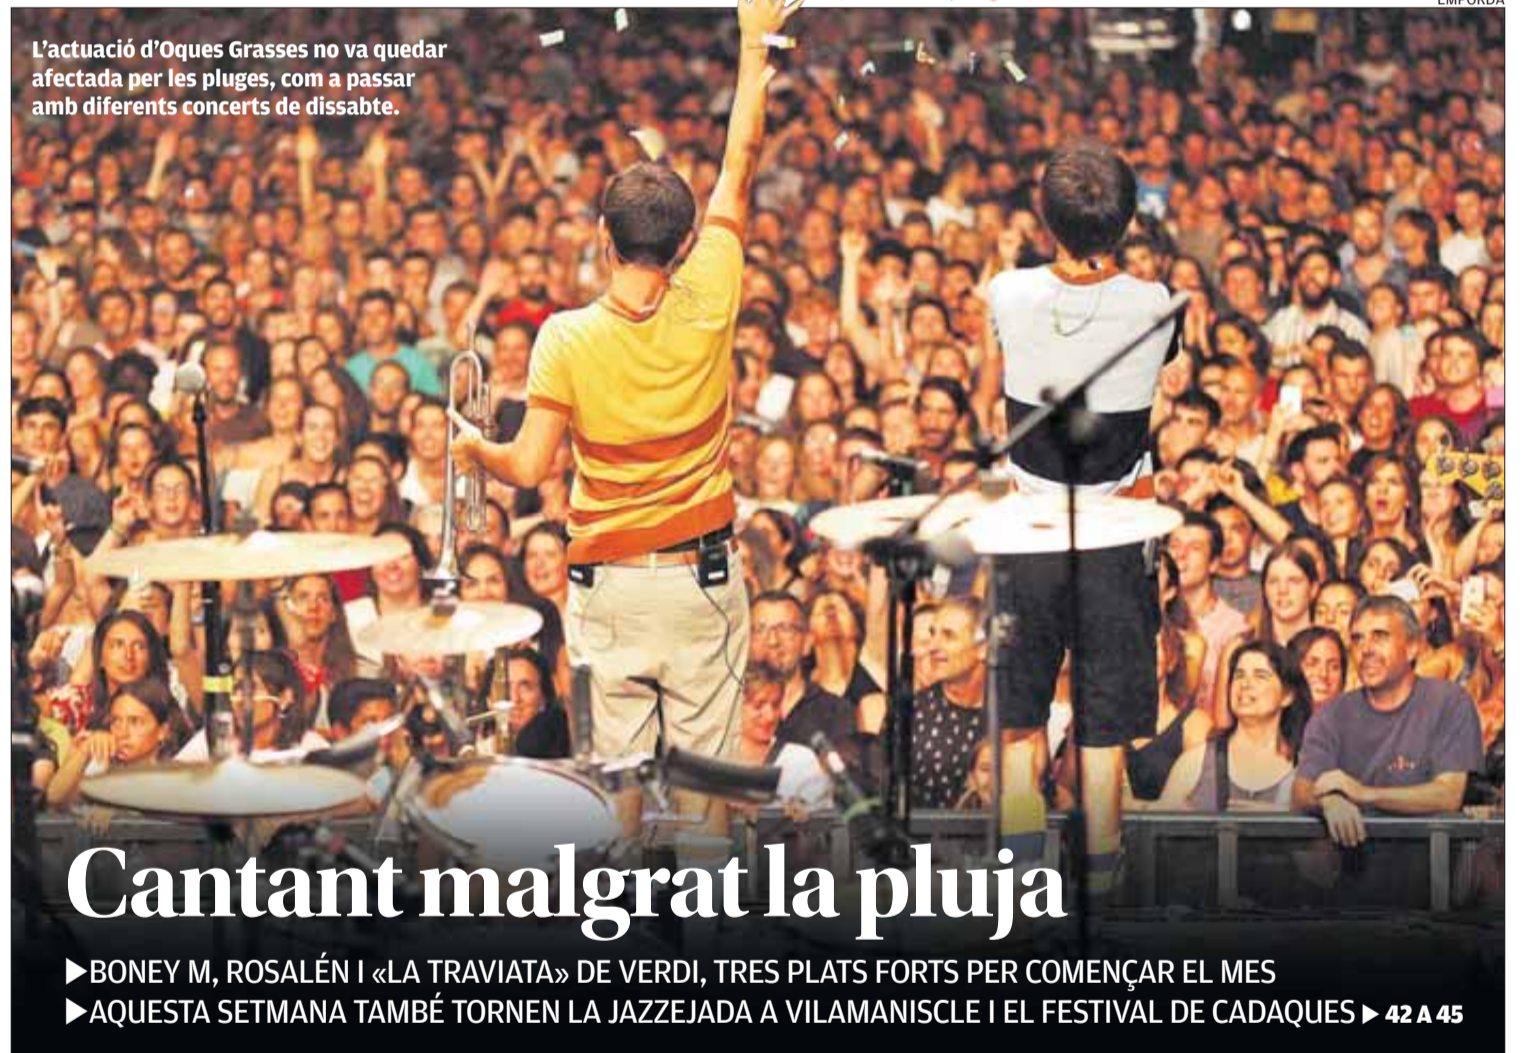 EMPORDÀ
L'actuació d'Oques Grasses no va quedar
afectada per les pluges, com a passar
amb diferents concerts de dissabte.
Cantant malgrat la pluja
▶BONEY M, ROSALÉN I «LA TRAVIATA» DE VERDI, TRES PLATS FORTS PER COMENÇAR EL MES
▶AQUESTA SETMANA TAMBÉ TORNEN LA JAZZEJADA A VILAMANISCLE I EL FESTIVAL DE CADAQUES ▶ 42 A 45